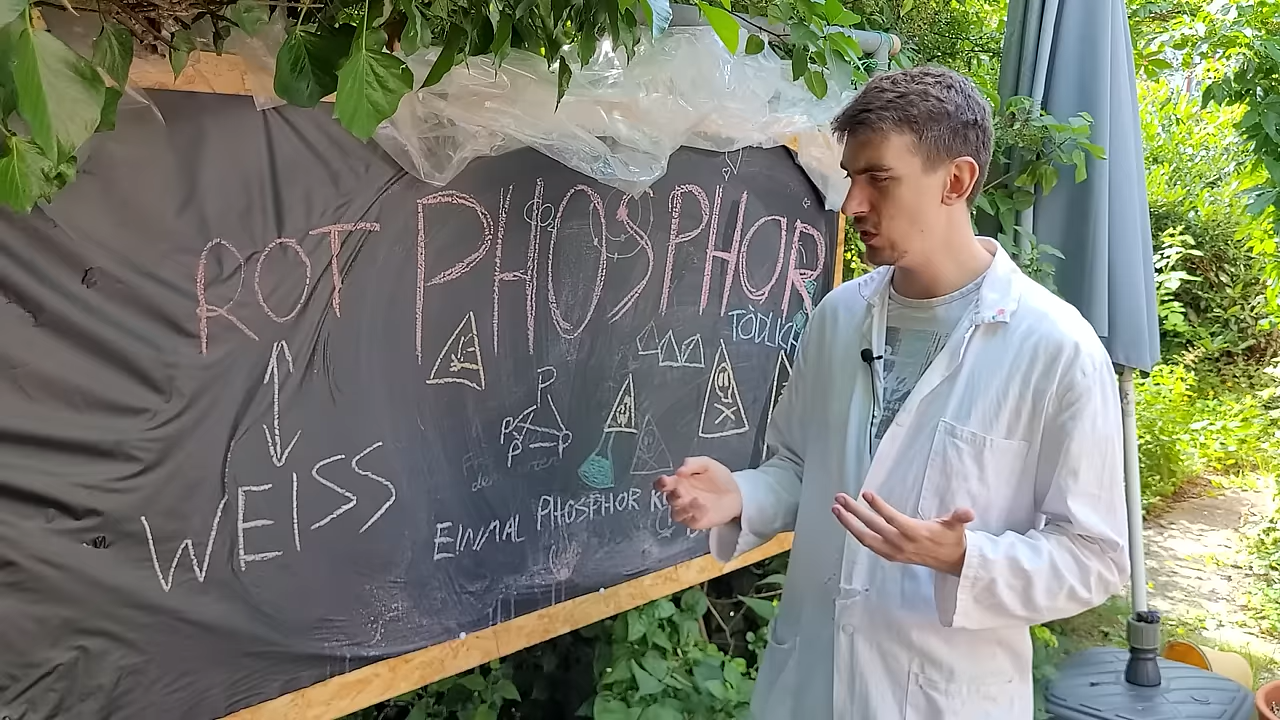 ROT PHOSPHOR
WEISS
TÖDLICH
P
P P
P
EINMAL PHOSPHOR